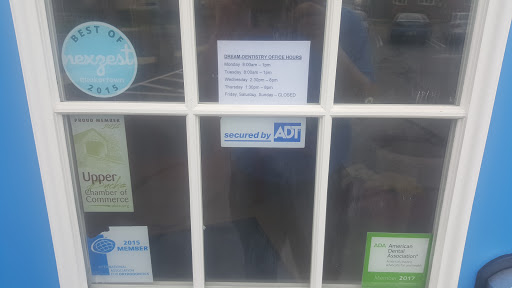 BEST OF
nexzest
2015
DREAM DENTISTRY OFFICE HOURS
Monday 9:00am – 1pm
Tuesday 9:00am – 1pm
Wednesday 2:30pm – 6pm
Thursday 1:30pm – 6pm
Friday, Saturday, Sunday – CLOSED
secured by ADT
PROUD MEMBER
Upper
Chamber of
Commerce
2015
MEMBER
ADA American
Dental
Association®
Member 2017